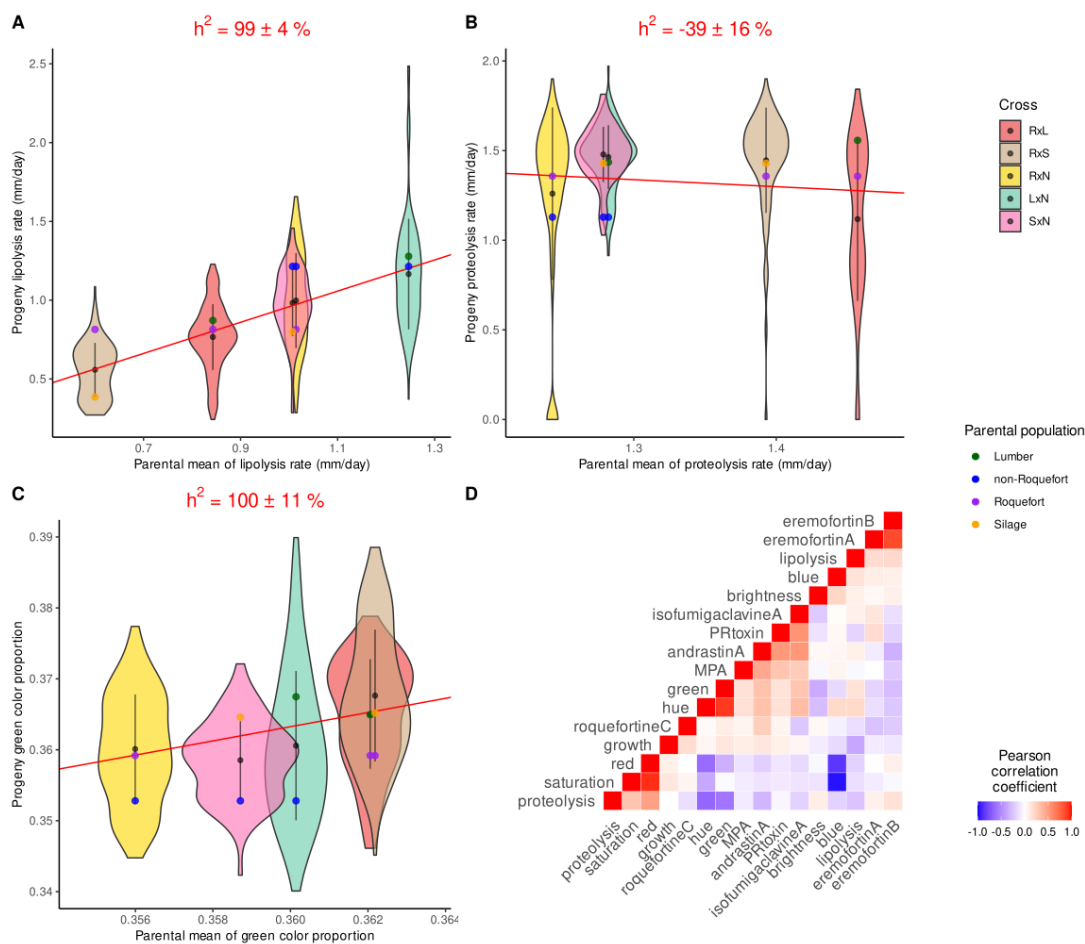 A
h² = 99 ± 4 %
Progeny lipolysis rate (mm/day)
2.5
2.0
1.5
1.0
0.5
0.7
0.9
1.1
1.3
Parental mean of lipolysis rate (mm/day)
B
h² = -39 ± 16 %
Progeny proteolysis rate (mm/day)
2.0
1.5
1.0
0.5
0.0
1.3
1.4
Parental mean of proteolysis rate (mm/day)
Cross
RxL
RxS
RxN
LxN
SxN
Parental population
Lumber
non-Roquefort
Roquefort
Silage
C
h² = 100 ± 11 %
Progeny green color proportion
0.39
0.38
0.37
0.36
0.35
0.34
0.356
0.358
0.360
0.362
0.364
Parental mean of green color proportion
D
eremofortinB
eremofortinA
lipolysis
blue
brightness
isofumigaclavineA
PRtoxin
andrastinA
MPA
green
hue
roquefortineC
growth
red
saturation
proteolysis
proteolysis
saturation
red
growth
roquefortineC
hue
green
MPA
andrastinA
PRtoxin
isofumigaclavineA
brightness
blue
lipolysis
eremofortinA
eremofortinB
Pearson
correlation
coefficient
-1.0 -0.5 0.0 0.5 1.0